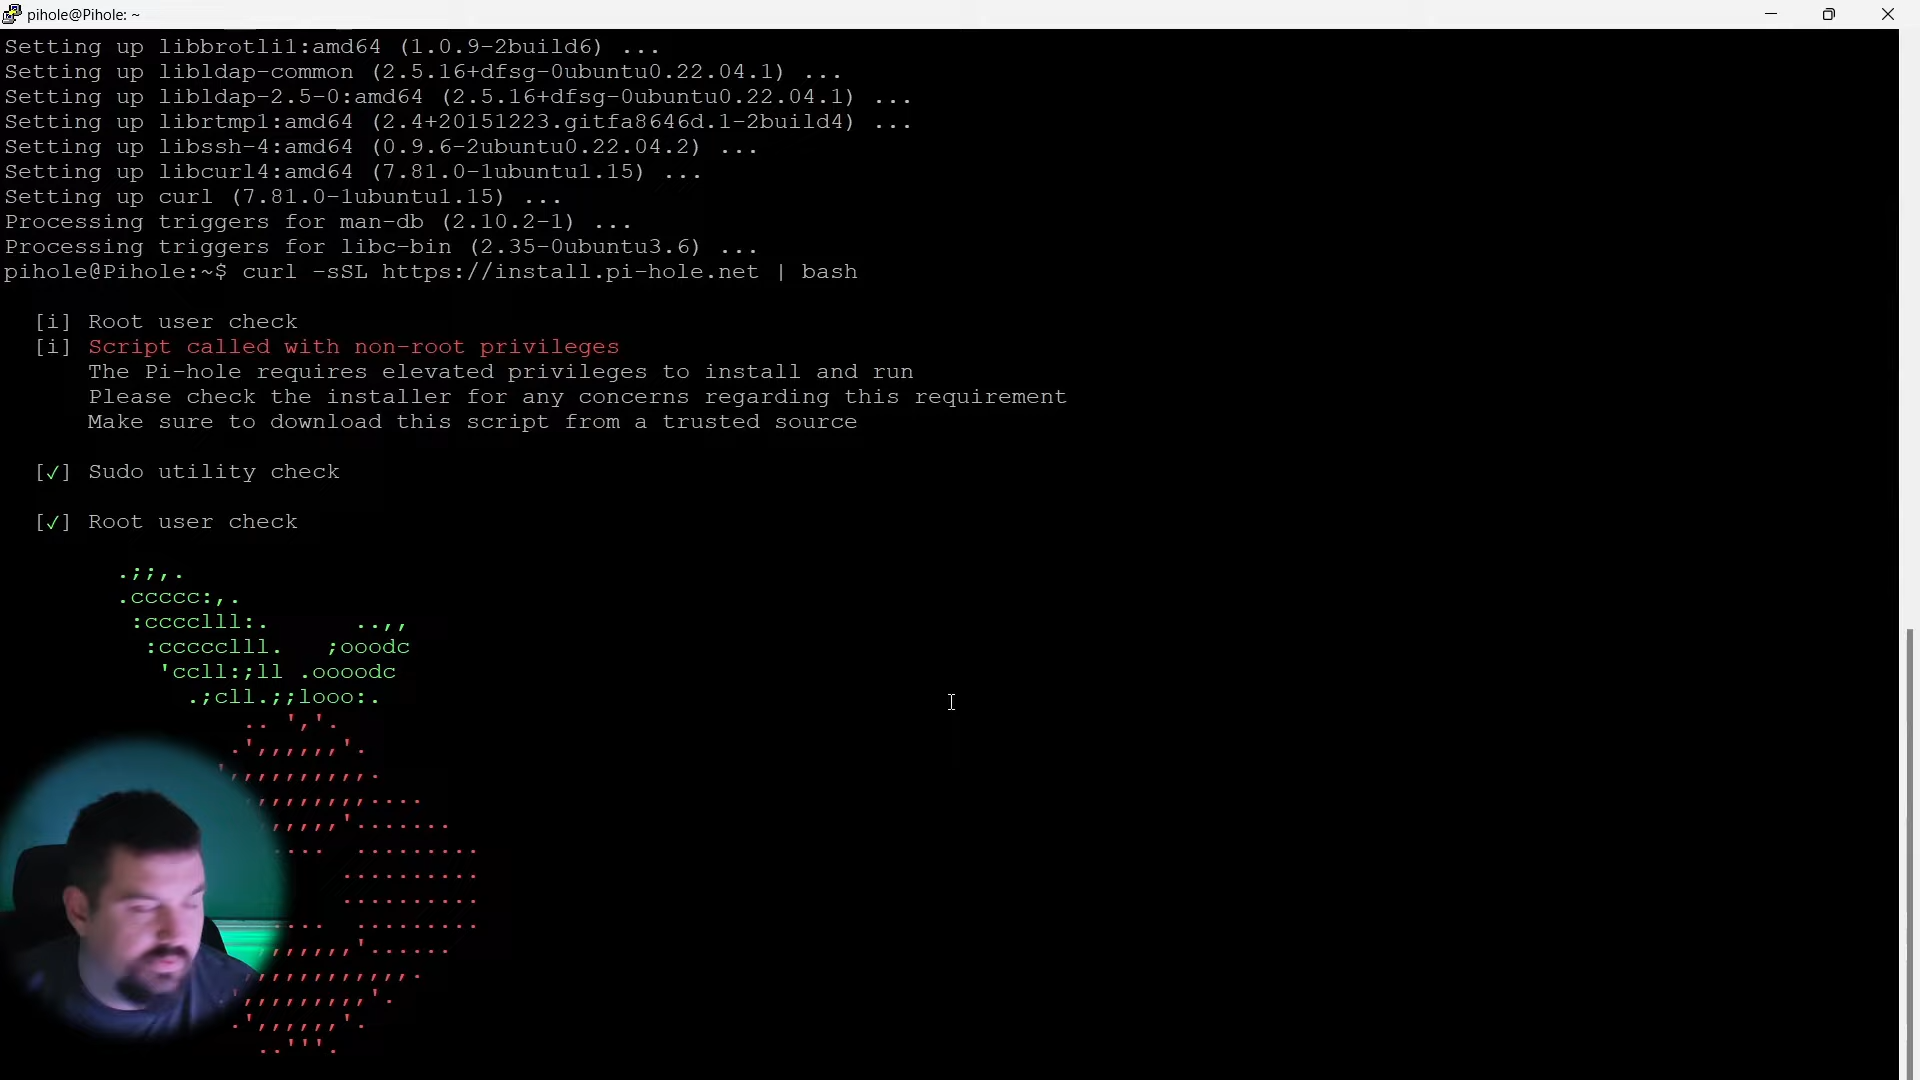 pihole@Pihole: ~
Setting up libbrotli1:amd64 (1.0.9-2build6) ...
Setting up libldap-common (2.5.16+dfsg-0ubuntu0.22.04.1) ...
Setting up libldap-2.5-0:amd64 (2.5.16+dfsg-0ubuntu0.22.04.1) ...
Setting up librtmp1:amd64 (2.4+20151223.gitfa8646d.1-2build4) ...
Setting up libssh-4:amd64 (0.9.6-2ubuntu0.22.04.2) ...
Setting up libcurl4:amd64 (7.81.0-1ubuntu1.15) ...
Setting up curl (7.81.0-1ubuntu1.15) ...
Processing triggers for man-db (2.10.2-1) ...
Processing triggers for libc-bin (2.35-0ubuntu3.6) ...
pihole@Pihole:~$ curl -sSL https://install.pi-hole.net | bash
[i] Root user check
[i] Script called with non-root privileges
The Pi-hole requires elevated privileges to install and run
Please check the installer for any concerns regarding this requirement
Make sure to download this script from a trusted source
[✓] Sudo utility check
[✓] Root user check
.;;,.
.ccccc:,.
:cccclll:.      ..,,
:ccccclll.   ;ooodc
'ccll:;ll .oooodc
.;cll.;;looo:.
.. ','.
.',,,,,,'.
',,,,,,,,,,.
,,,,,,,,,....
,,,,,,'.......
....  .........
..........
..........
....  .........
,,,,,,,'......
,,,,,,,,,,,,.
',,,,,,,,,'.
.',,,,,,'.
..'''.